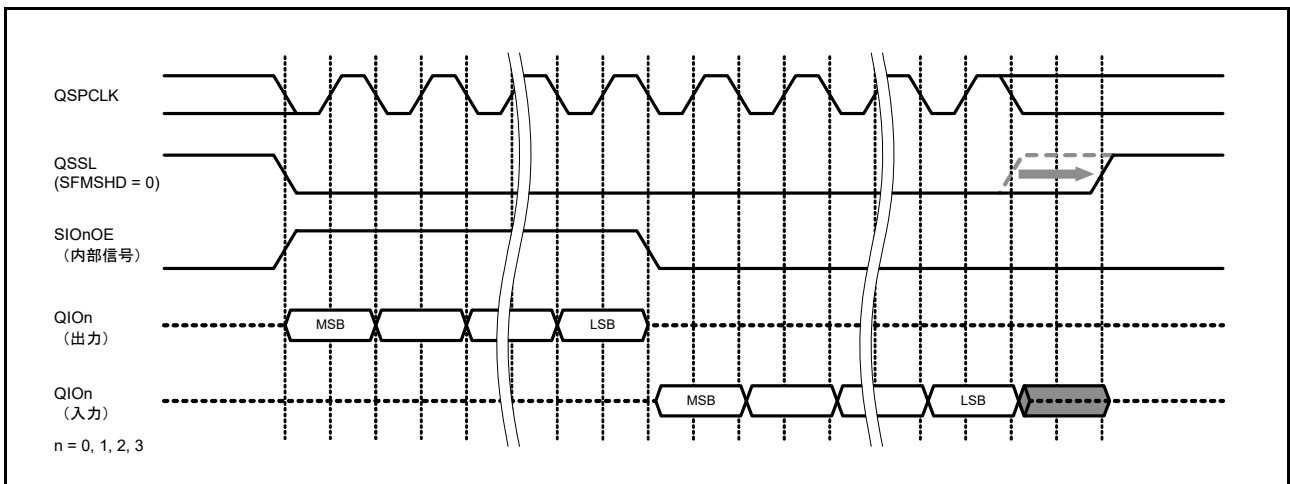 QSPCLK
QSSL
(SFMSHD = 0)
SIOnOE
（内部信号）
QIOn
（出力）
MSB
LSB
QIOn
（入力）
MSB
LSB
n = 0, 1, 2, 3